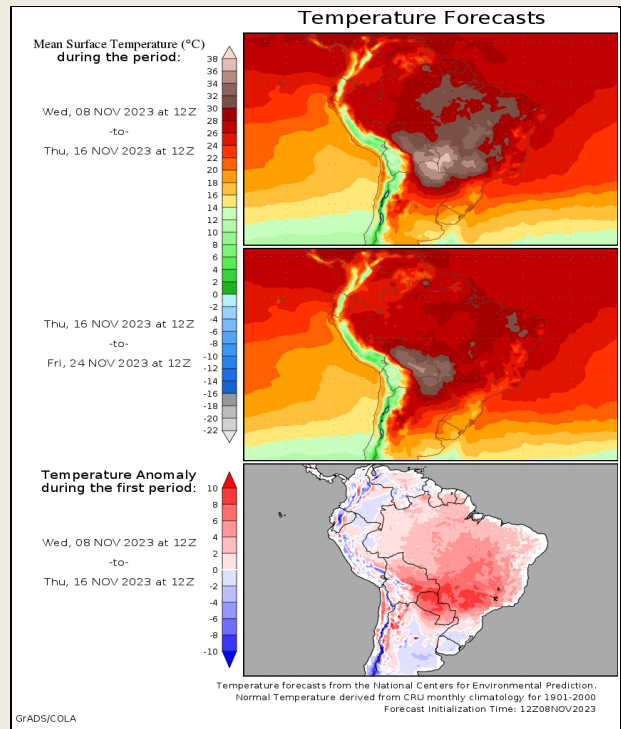 Temperature Forecasts
Mean Surface Temperature (°C)
during the period:
Wed, 08 NOV 2023 at 12Z
-to-
Thu, 16 NOV 2023 at 12Z
38
36
34
32
30
28
26
24
22
20
18
16
14
12
10
8
6
4
2
0
-2
-4
-6
-8
-10
-12
-14
-16
-18
-20
-22
Thu, 16 NOV 2023 at 12Z
-to-
Fri, 24 NOV 2023 at 12Z
Temperature Anomaly
during the first period:
Wed, 08 NOV 2023 at 12Z
-to-
Thu, 16 NOV 2023 at 12Z
10
8
6
4
2
0
-2
-4
-6
-8
-10
Temperature forecasts from the National Centers for Environmental Prediction.
Normal Temperature derived from CRU monthly climatology for 1901-2000
Forecast Initialization Time: 12Z08NOV2023
GrADS/COLA